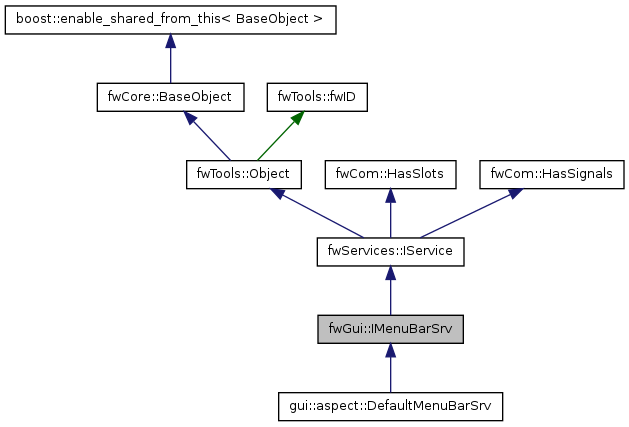 boost::enable_shared_from_this< BaseObject >
fwCore::BaseObject
fwTools::fwID
fwTools::Object
fwCom::HasSlots
fwCom::HasSignals
fwServices::IService
fwGui::IMenuBarSrv
gui::aspect::DefaultMenuBarSrv